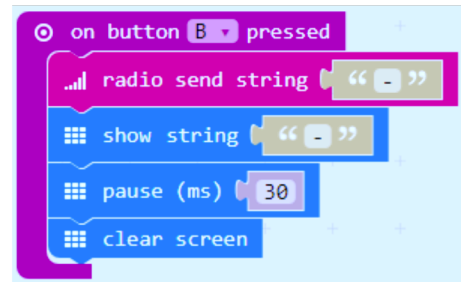 on button B pressed
radio send string “ - ”
show string “ - ”
pause (ms) 30
clear screen